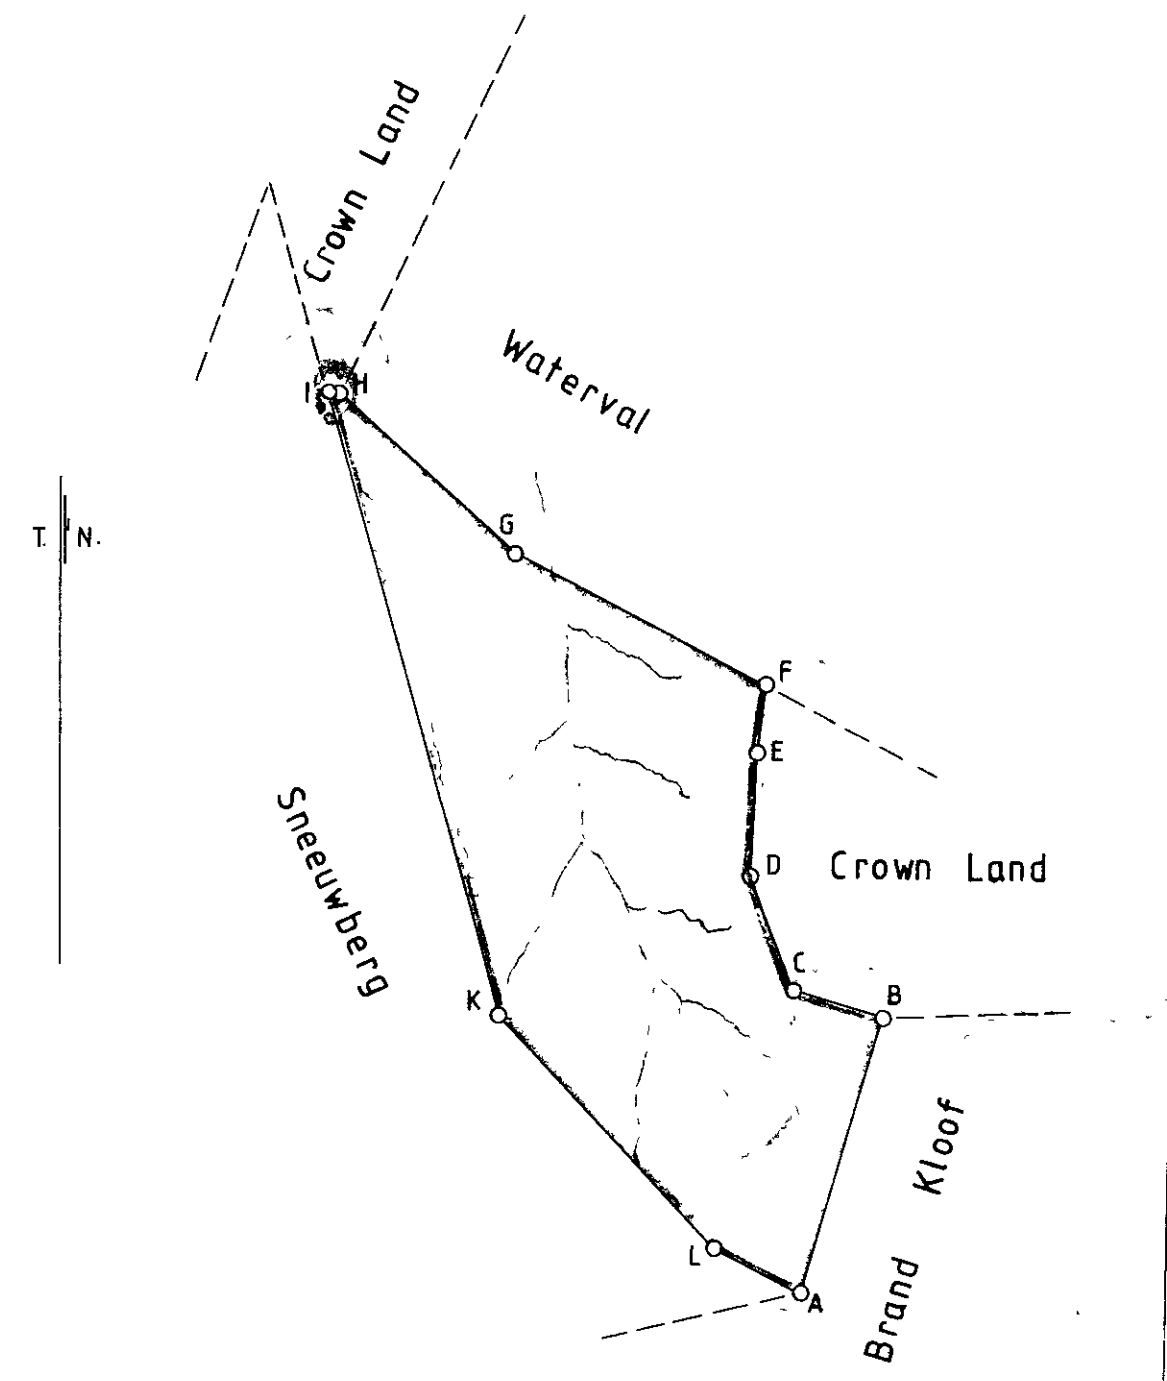 Crown Land
I
H
Waterval
G
T. N.
F
E
D
Crown Land
Sneeuwberg
C
B
K
Brand Kloof
L
A